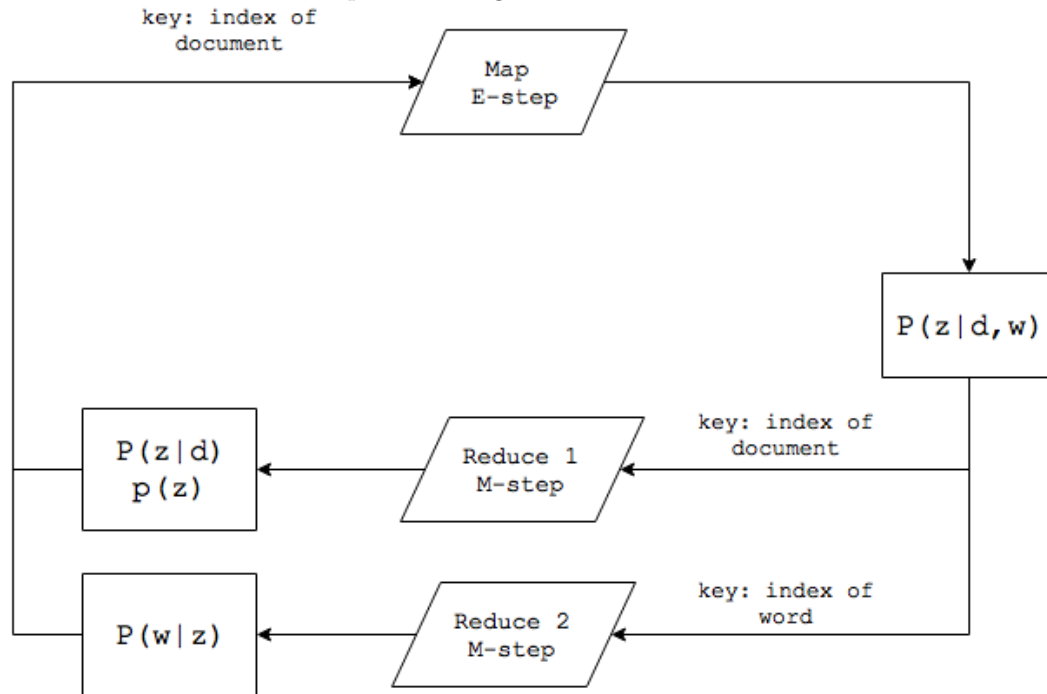 key: index of
document
Map
E-step
P(z|d,w)
key: index of
document
P(z|d)
p(z)
Reduce 1
M-step
key: index of
word
P(w|z)
Reduce 2
M-step